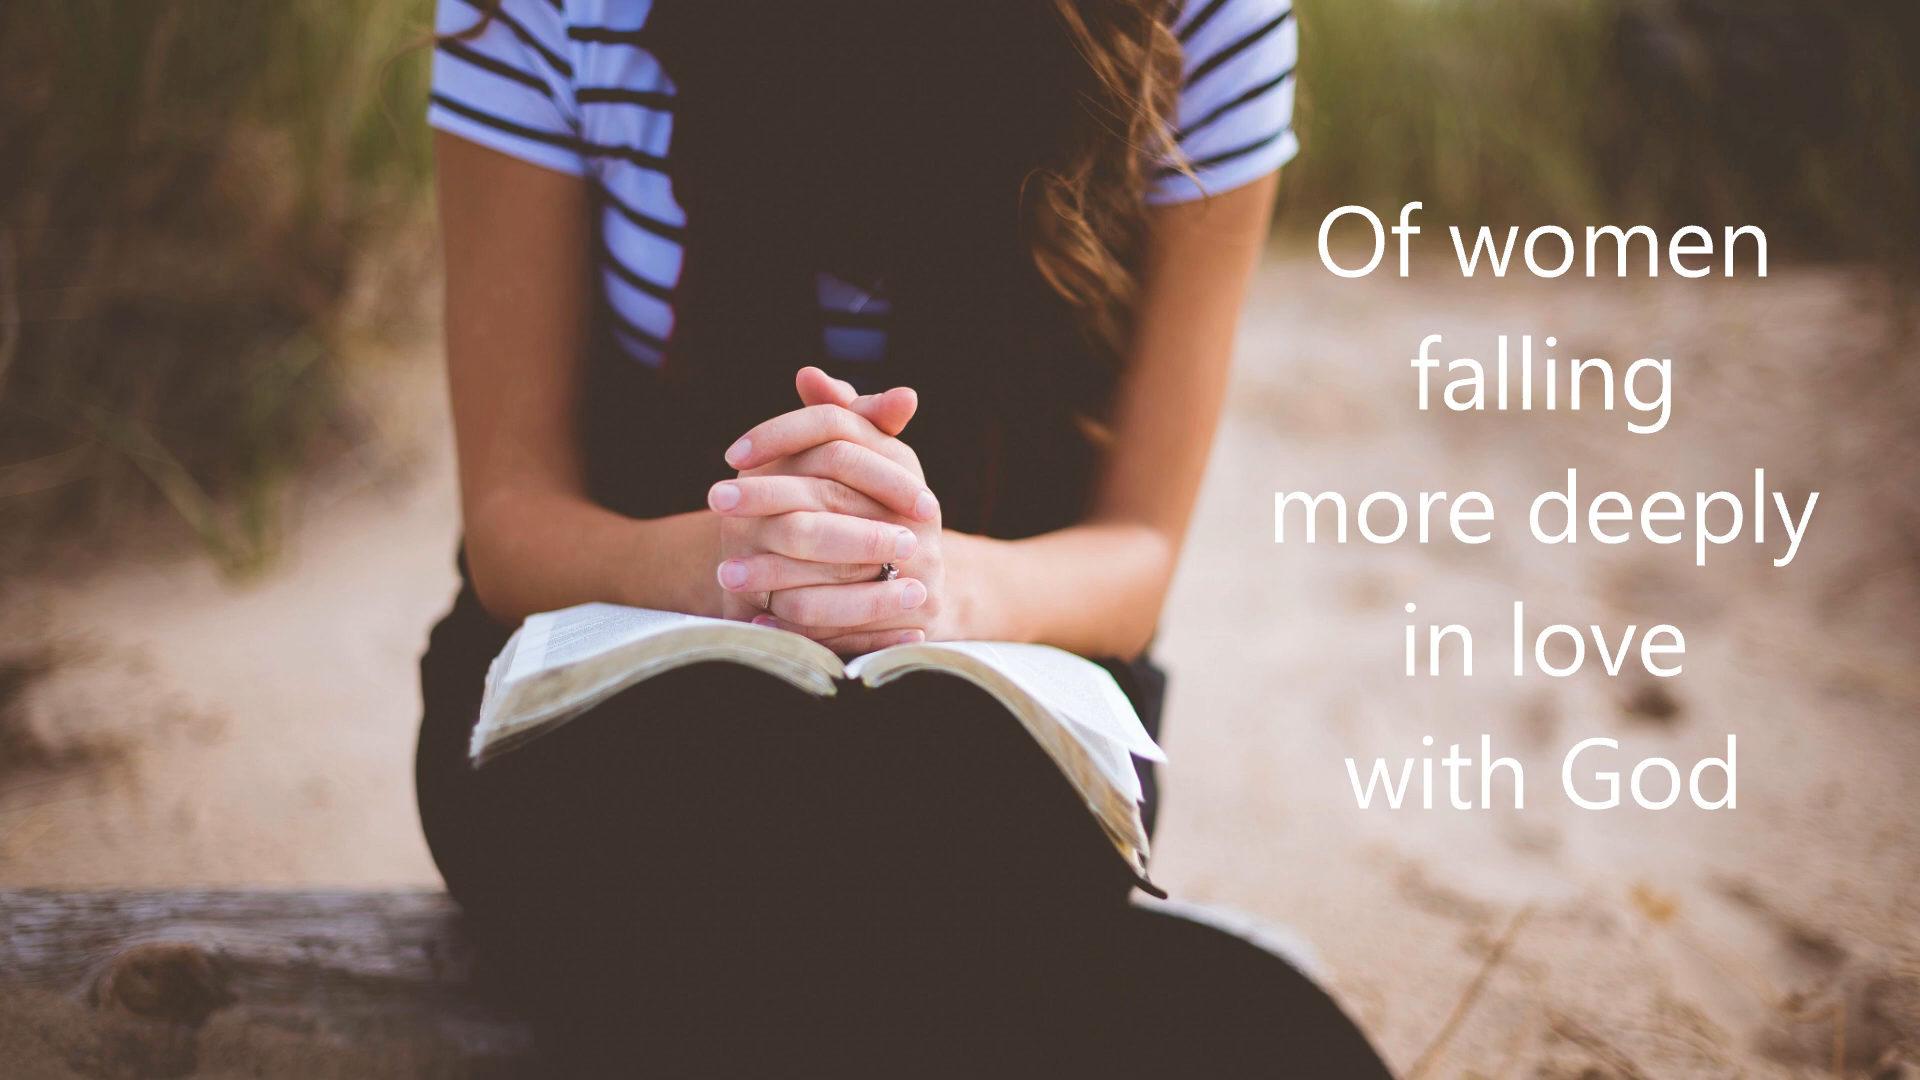 Of women
falling
more deeply
in love
with God